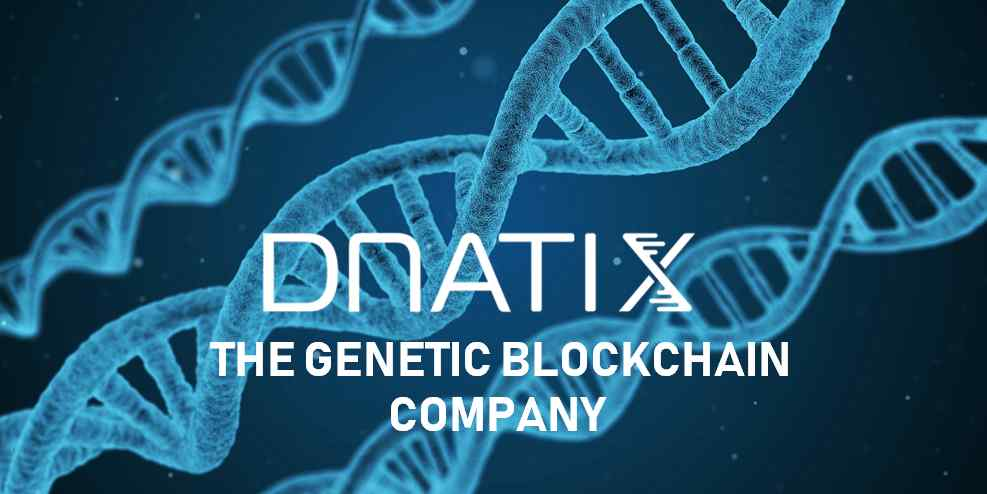 DNATIX
THE GENETIC BLOCKCHAIN
COMPANY